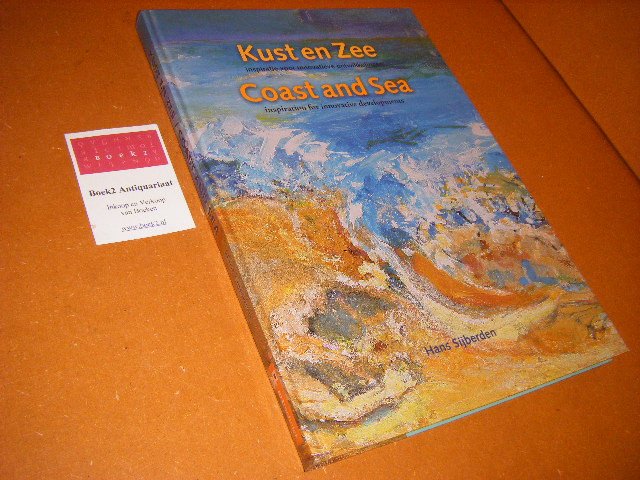 Kust en Zee
inspiratie voor innovatieve ontwikkelingen
Coast and Sea
inspiration for innovative developments
Hans Sijberden
BOEK2
Boek2 Antiquariaat
Inkoop en Verkoop
van Boeken
www.boek2.nl